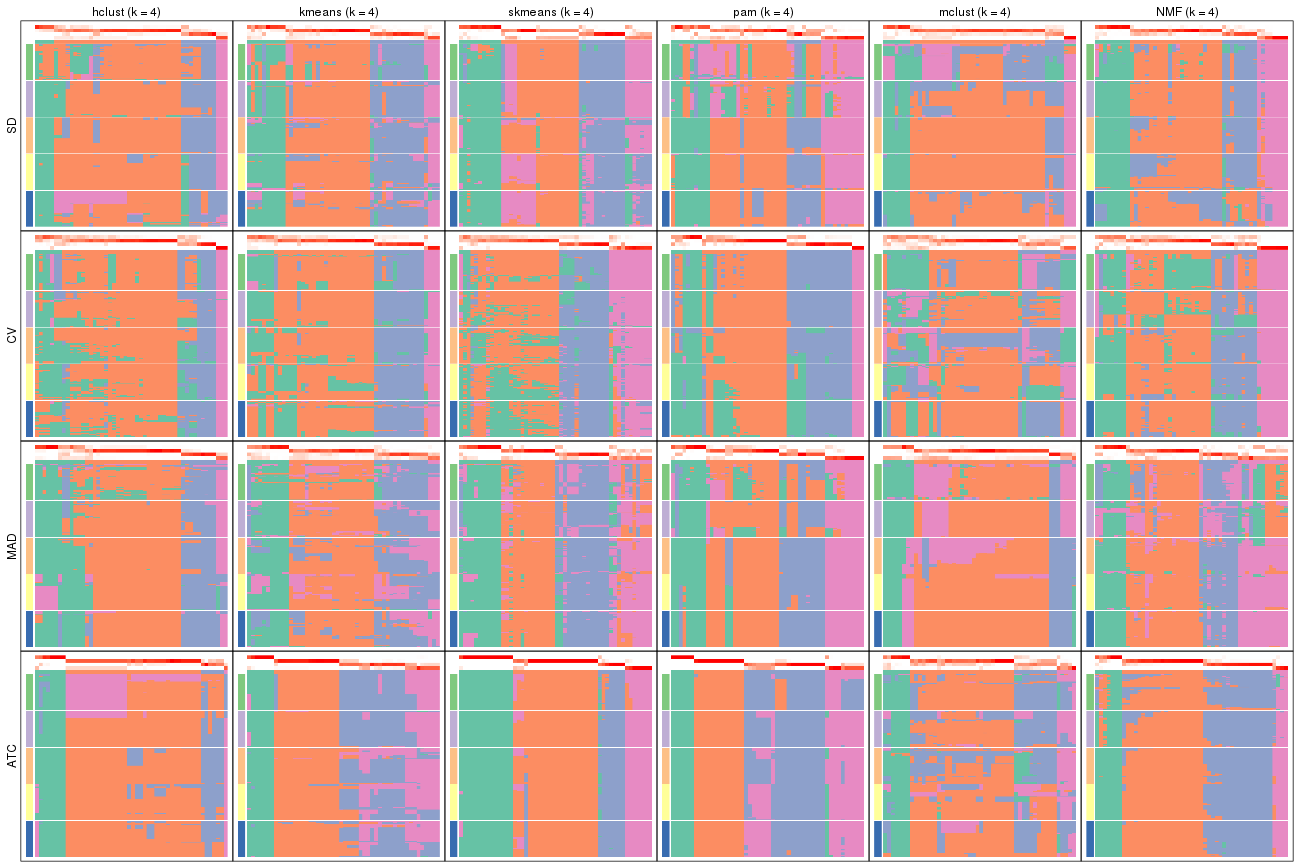 hclust (k = 4)
kmeans (k = 4)
skmeans (k = 4)
pam (k = 4)
mclust (k = 4)
NMF (k = 4)
SD
CV
MAD
ATC